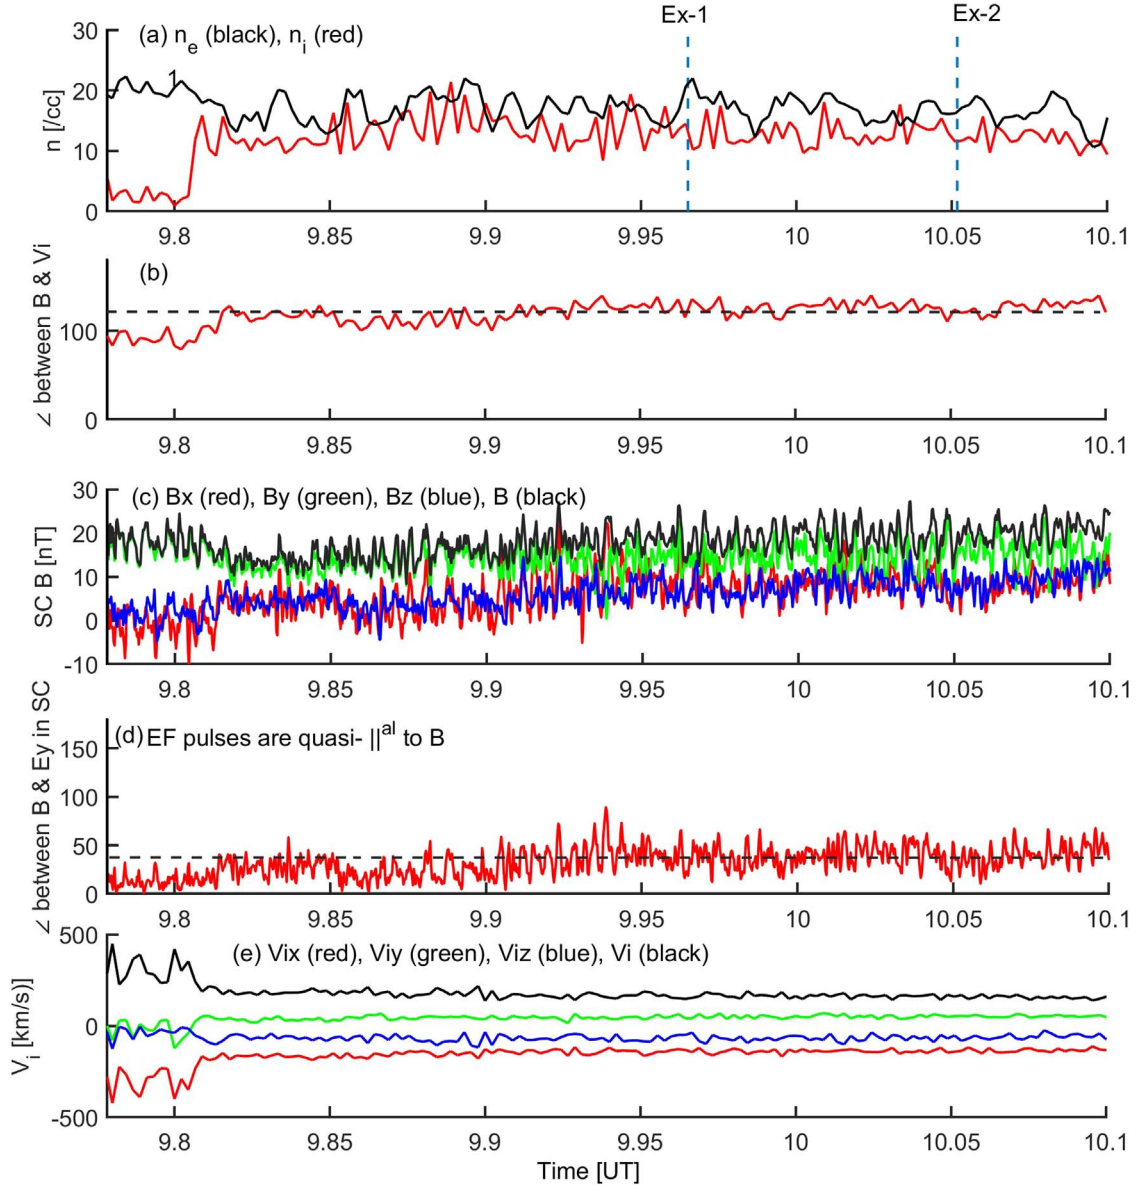 Ex-1 Ex-2
(a) n_e (black), n_i (red)
30
20
10
0
1
n [/cc]
9.8 9.85 9.9 9.95 10 10.05 10.1
(b)
100
0
∠ between B & Vi
9.8 9.85 9.9 9.95 10 10.05 10.1
(c) Bx (red), By (green), Bz (blue), B (black)
30
20
10
0
-10
SC B [nT]
9.8 9.85 9.9 9.95 10 10.05 10.1
(d) EF pulses are quasi- ||^al to B
150
100
50
0
∠ between B & Ey in SC
9.8 9.85 9.9 9.95 10 10.05 10.1
(e) Vix (red), Viy (green), Viz (blue), Vi (black)
500
0
-500
V_i [km/s)]
9.8 9.85 9.9 9.95 10 10.05 10.1
Time [UT]